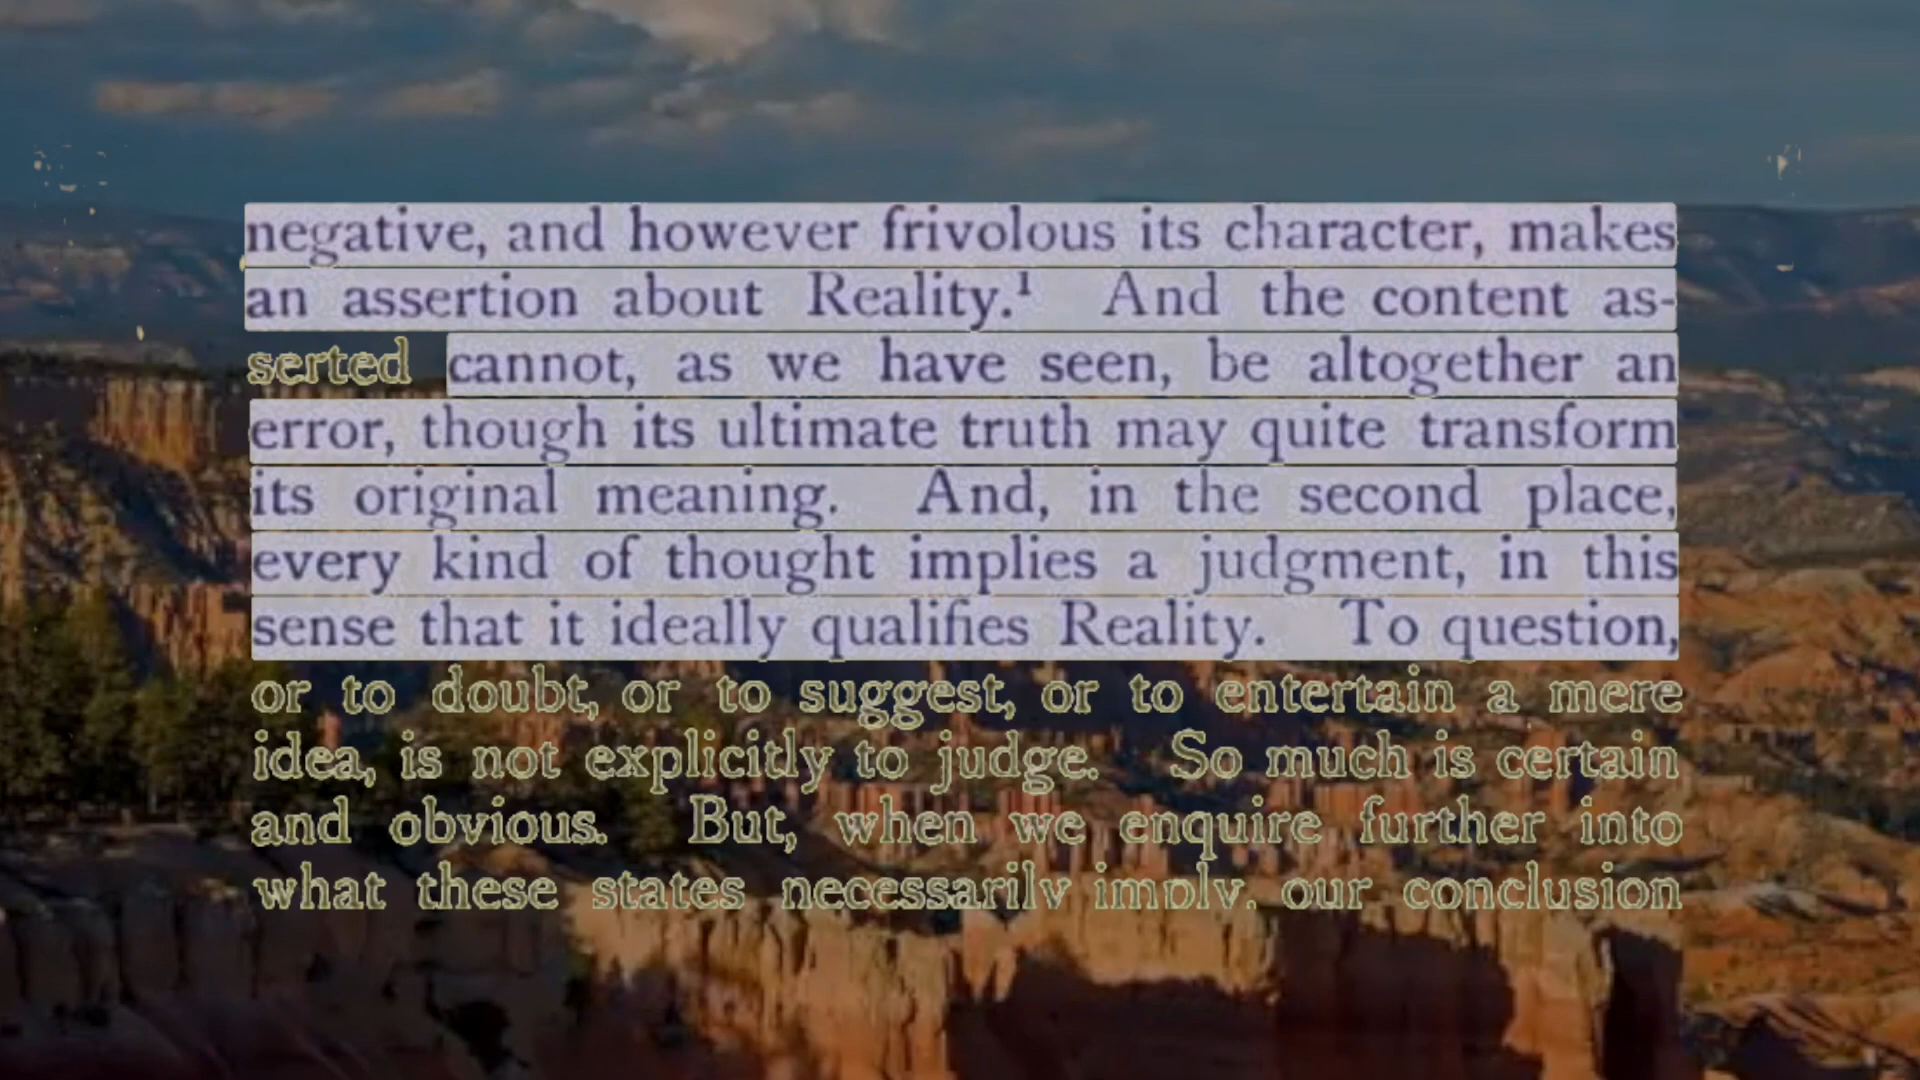 negative, and however frivolous its character, makes
an assertion about Reality.¹ And the content as-
serted cannot, as we have seen, be altogether an
error, though its ultimate truth may quite transform
its original meaning. And, in the second place,
every kind of thought implies a judgment, in this
sense that it ideally qualifies Reality. To question,
or to doubt, or to suggest, or to entertain a mere
idea, is not explicitly to judge. So much is certain
and obvious. But, when we enquire further into
what these states necessarily imply, our conclusion